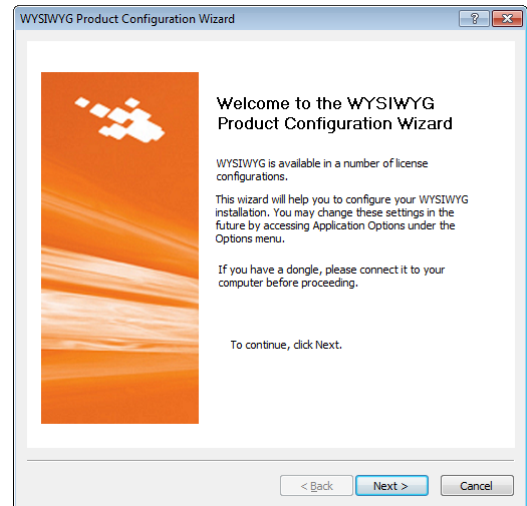 WYSIWYG Product Configuration Wizard
?
Welcome to the WYSIWYG
Product Configuration Wizard
WYSIWYG is available in a number of license
configurations.
This wizard will help you to configure your WYSIWYG
installation. You may change these settings in the
future by accessing Application Options under the
Options menu.
If you have a dongle, please connect it to your
computer before proceeding.
To continue, click Next.
< Back Next > Cancel